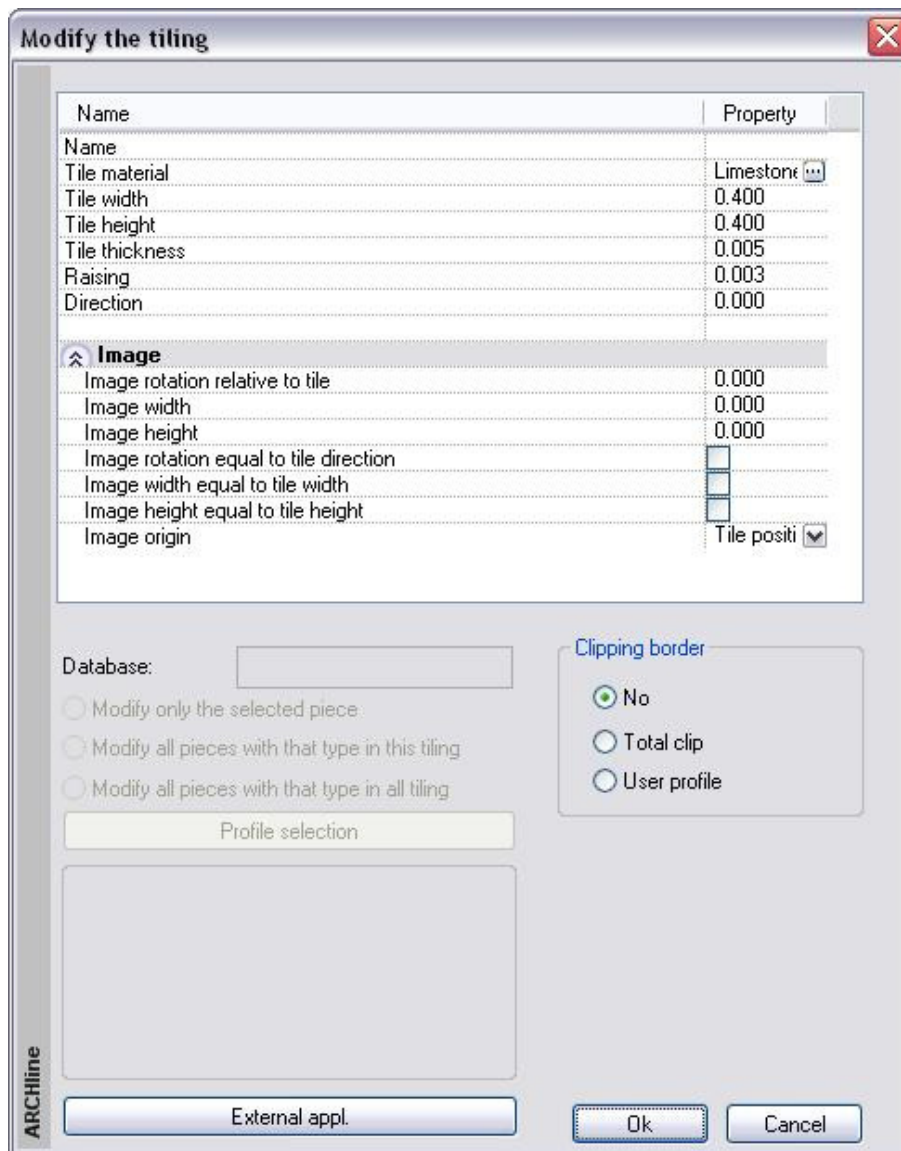 Modify the tiling
Name Property
Name
Tile material Limestone
Tile width 0.400
Tile height 0.400
Tile thickness 0.005
Raising 0.003
Direction 0.000
Image
Image rotation relative to tile 0.000
Image width 0.000
Image height 0.000
Image rotation equal to tile direction
Image width equal to tile width
Image height equal to tile height
Image origin Tile positi
Database:
Modify only the selected piece
Modify all pieces with that type in this tiling
Modify all pieces with that type in all tiling
Profile selection
Clipping border
No
Total clip
User profile
ARCHline
External appl.
Ok
Cancel